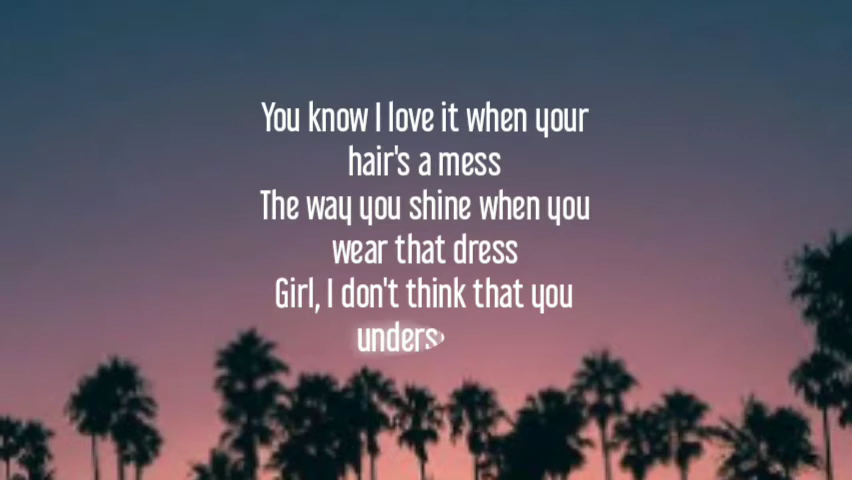 You know I love it when your
hair's a mess
The way you shine when you
wear that dress
Girl, I don't think that you
unders